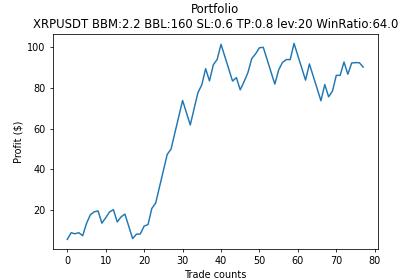 Portfolio
XRPUSDT BBM:2.2 BBL:160 SL:0.6 TP:0.8 lev:20 WinRatio:64.0
100
80
60
40
20
Profit ($)
0 10 20 30 40 50 60 70 80
Trade counts